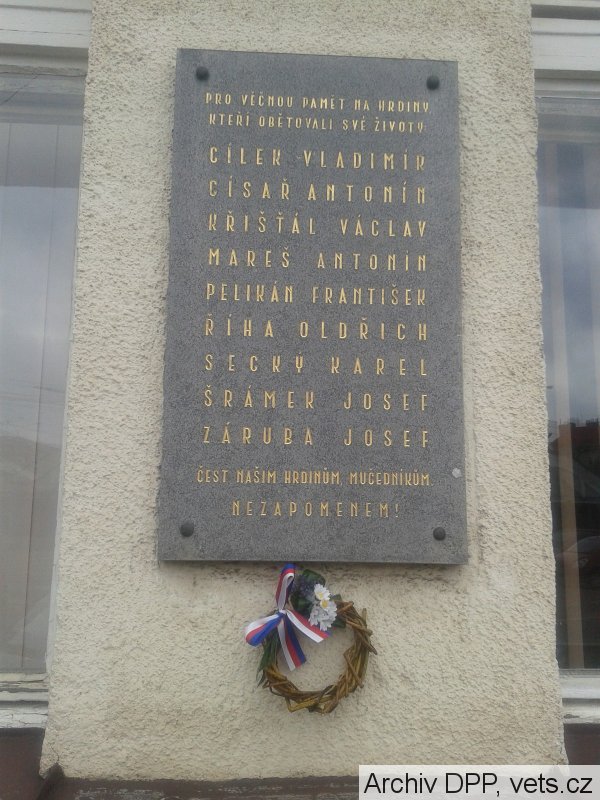 PRO VĚČNOU PAMĚT NA HRDINY
KTEŘÍ OBĚTOVALI SVÉ ŽIVOTY:
CÍLEK VLADIMÍR
CÍSAŘ ANTONÍN
KŘIŠŤÁL VÁCLAV
MAREŠ ANTONÍN
PELIKÁN FRANTIŠEK
ŘÍHA OLDŘICH
SECKÝ KAREL
ŠRÁMEK JOSEF
ZÁRUBA JOSEF
ČEST NAŠIM HRDINŮM, MUČEDNÍKŮM.
NEZAPOMENEM!
Archiv DPP, vets.cz